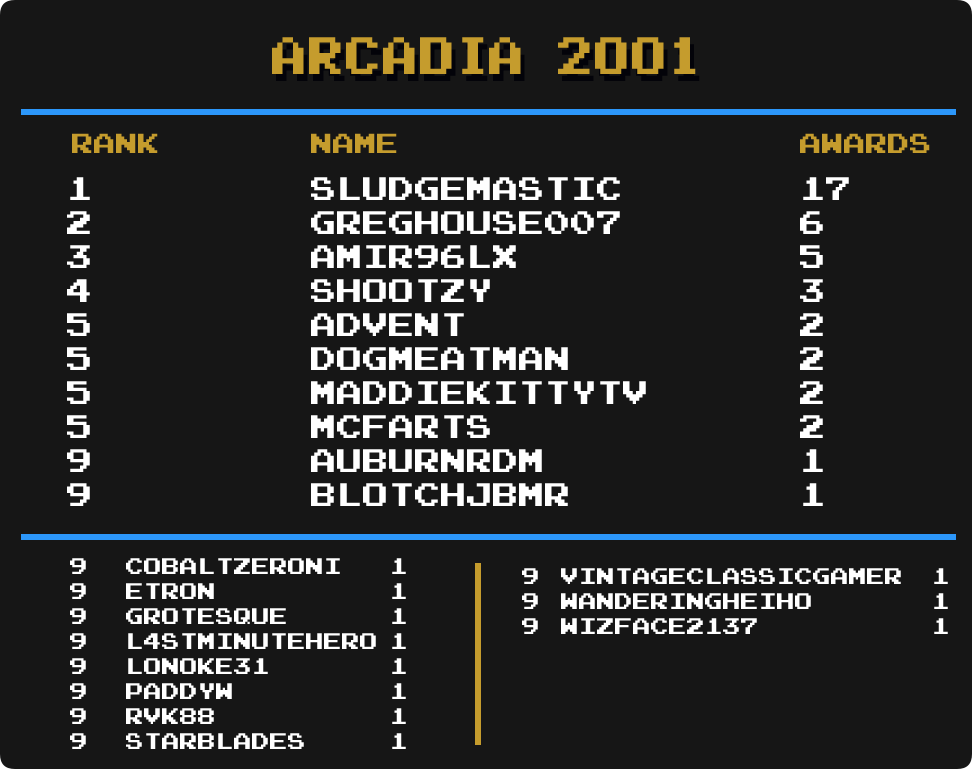 ARCADIA 2001
RANK NAME AWARDS
1 SLUDGEMASTIC 17
2 GREGHOUSE007 6
3 AMIR96LX 5
4 SHOOTZY 3
5 ADVENT 2
5 DOGMEATMAN 2
5 MADDIEKITTYTV 2
5 MCFARTS 2
9 AUBURNRDM 1
9 BLOTCHJBMR 1
9 COBALTZERONI 1
9 ETRON 1
9 GROTESQUE 1
9 L4STMINUTEHERO 1
9 LONOKE31 1
9 PADDYW 1
9 RVK88 1
9 STARBLADES 1
9 VINTAGECLASSICGAMER 1
9 WANDERINGHEIHO 1
9 WIZFACE2137 1